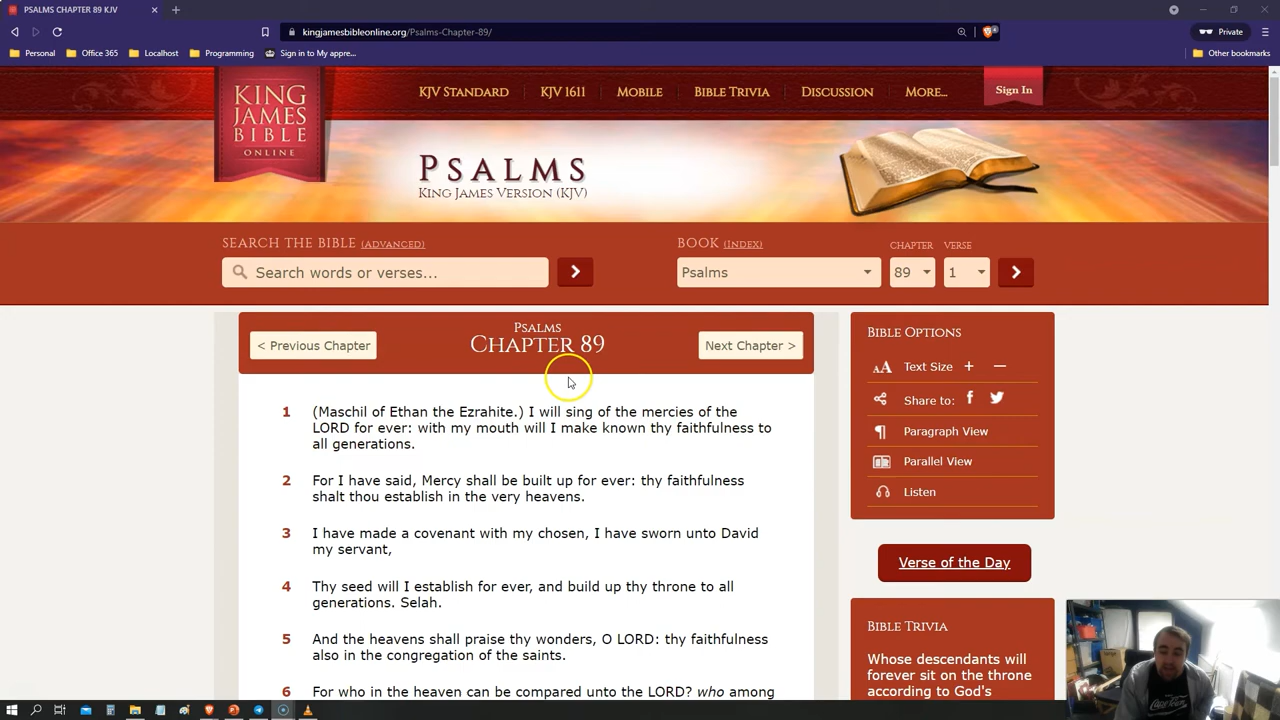 PSALMS CHAPTER 89 KJV
kingjamesbibleonline.org/Psalms-Chapter-89/
Private
Personal
Office 365
Localhost
Programming
Sign in to My appre...
Other bookmarks
KING
JAMES
BIBLE
ONLINE
KJV STANDARD
KJV 1611
MOBILE
BIBLE TRIVIA
DISCUSSION
MORE...
Sign In
PSALMS
KING JAMES VERSION (KJV)
SEARCH THE BIBLE (ADVANCED)
Search words or verses...
BOOK (INDEX)
CHAPTER
VERSE
Psalms
89
1
< Previous Chapter
PSALMS
CHAPTER 89
Next Chapter >
1 (Maschil of Ethan the Ezrahite.) I will sing of the mercies of the
LORD for ever: with my mouth will I make known thy faithfulness to
all generations.
2 For I have said, Mercy shall be built up for ever: thy faithfulness
shalt thou establish in the very heavens.
3 I have made a covenant with my chosen, I have sworn unto David
my servant,
4 Thy seed will I establish for ever, and build up thy throne to all
generations. Selah.
5 And the heavens shall praise thy wonders, O LORD: thy faithfulness
also in the congregation of the saints.
6 For who in the heaven can be compared unto the LORD? who among
BIBLE OPTIONS
AA Text Size + −
Share to:
Paragraph View
Parallel View
Listen
Verse of the Day
BIBLE TRIVIA
Whose descendants will
forever sit on the throne
according to God's